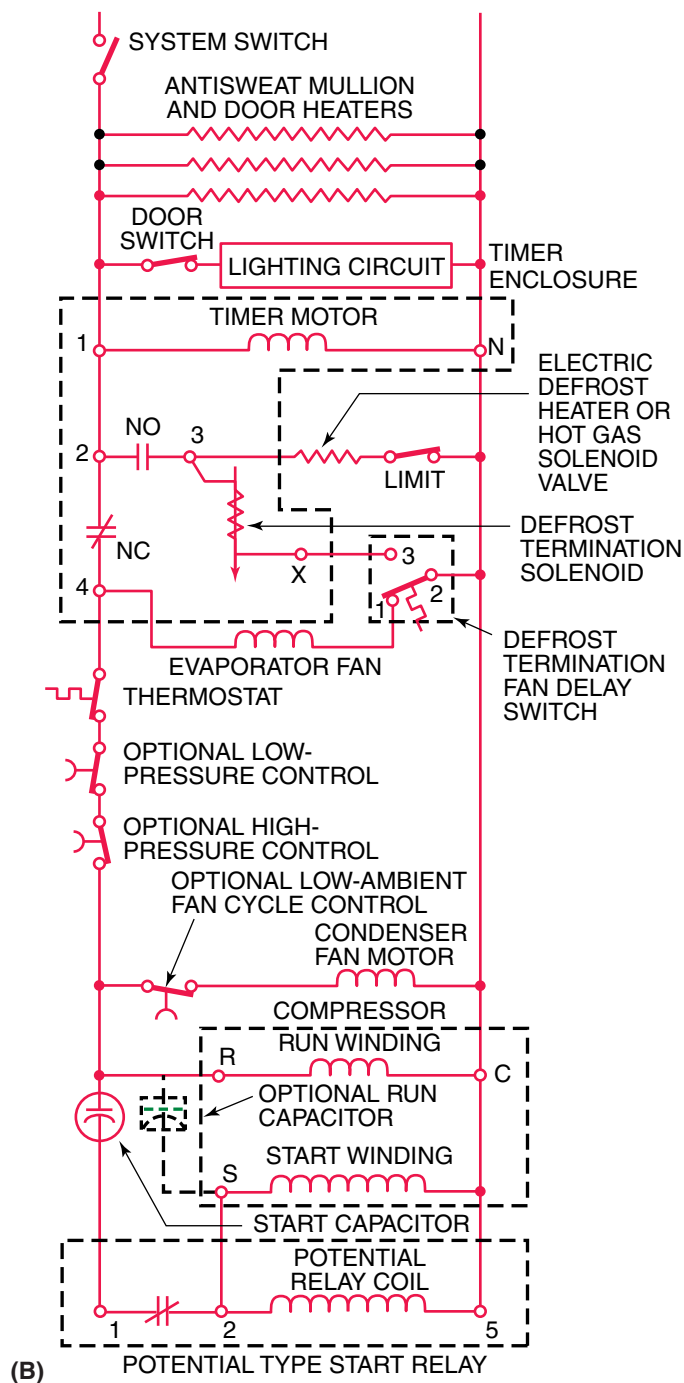 SYSTEM SWITCH
ANTISWEAT MULLION
AND DOOR HEATERS
DOOR
SWITCH
LIGHTING CIRCUIT
TIMER
ENCLOSURE
TIMER MOTOR
1
N
ELECTRIC
DEFROST
HEATER OR
HOT GAS
SOLENOID
VALVE
NO
2
3
LIMIT
NC
DEFROST
TERMINATION
SOLENOID
X
3
2
1
4
EVAPORATOR FAN
DEFROST
TERMINATION
FAN DELAY
SWITCH
THERMOSTAT
OPTIONAL LOW-
PRESSURE CONTROL
OPTIONAL HIGH-
PRESSURE CONTROL
OPTIONAL LOW-AMBIENT
FAN CYCLE CONTROL
CONDENSER
FAN MOTOR
COMPRESSOR
RUN WINDING
R
C
OPTIONAL RUN
CAPACITOR
START WINDING
S
START CAPACITOR
POTENTIAL
RELAY COIL
1
2
5
(B)
POTENTIAL TYPE START RELAY